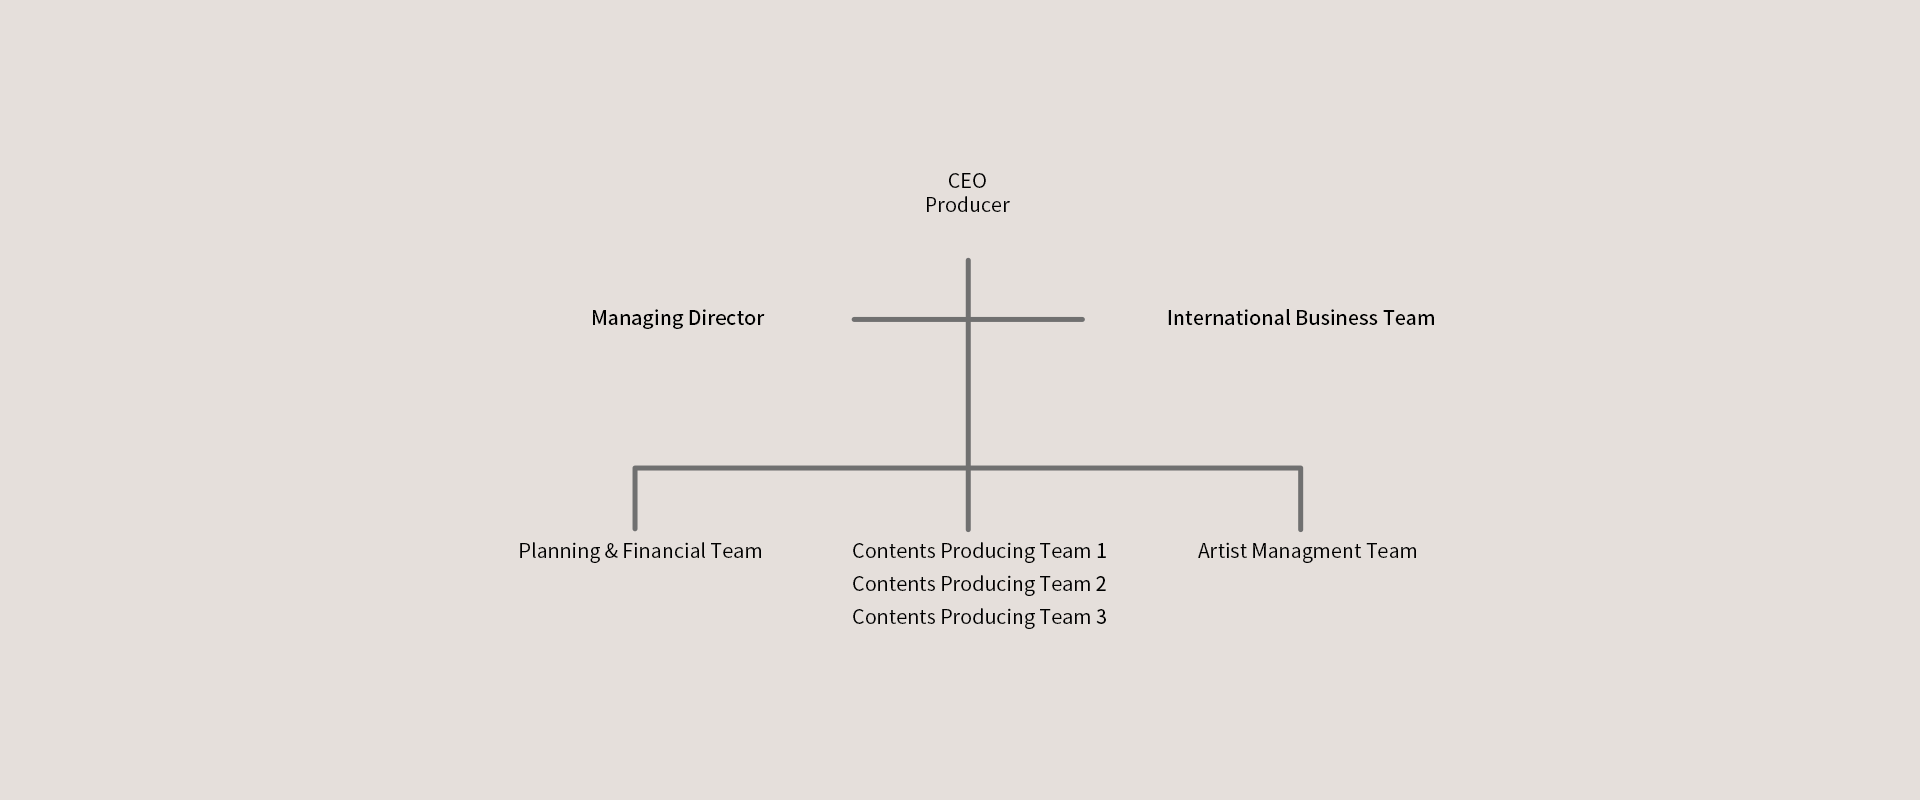 CEO
Producer
Managing Director
International Business Team
Planning & Financial Team
Contents Producing Team 1
Contents Producing Team 2
Contents Producing Team 3
Artist Managment Team